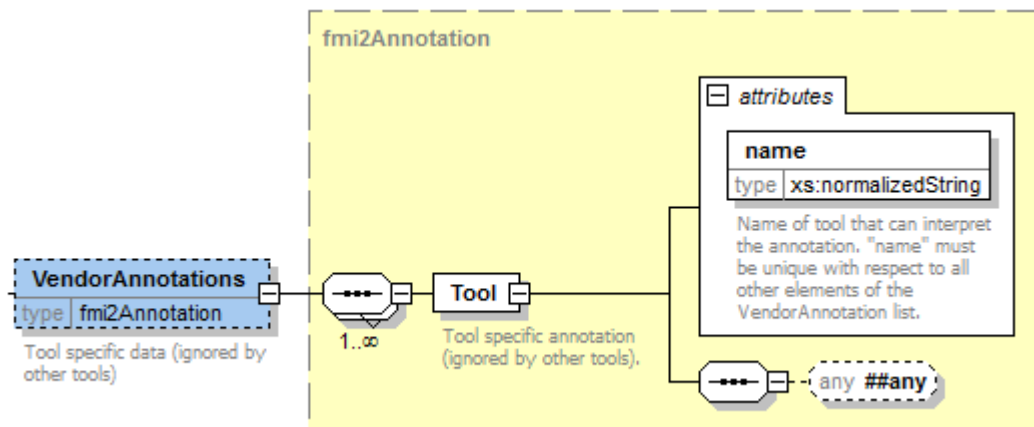 fmi2Annotation
attributes
name
type xs:normalizedString
Name of tool that can interpret
the annotation. "name" must
be unique with respect to all
other elements of the
VendorAnnotation list.
VendorAnnotations
type fmi2Annotation
Tool specific data (ignored by
other tools)
1..∞
Tool
Tool specific annotation
(ignored by other tools).
any ##any